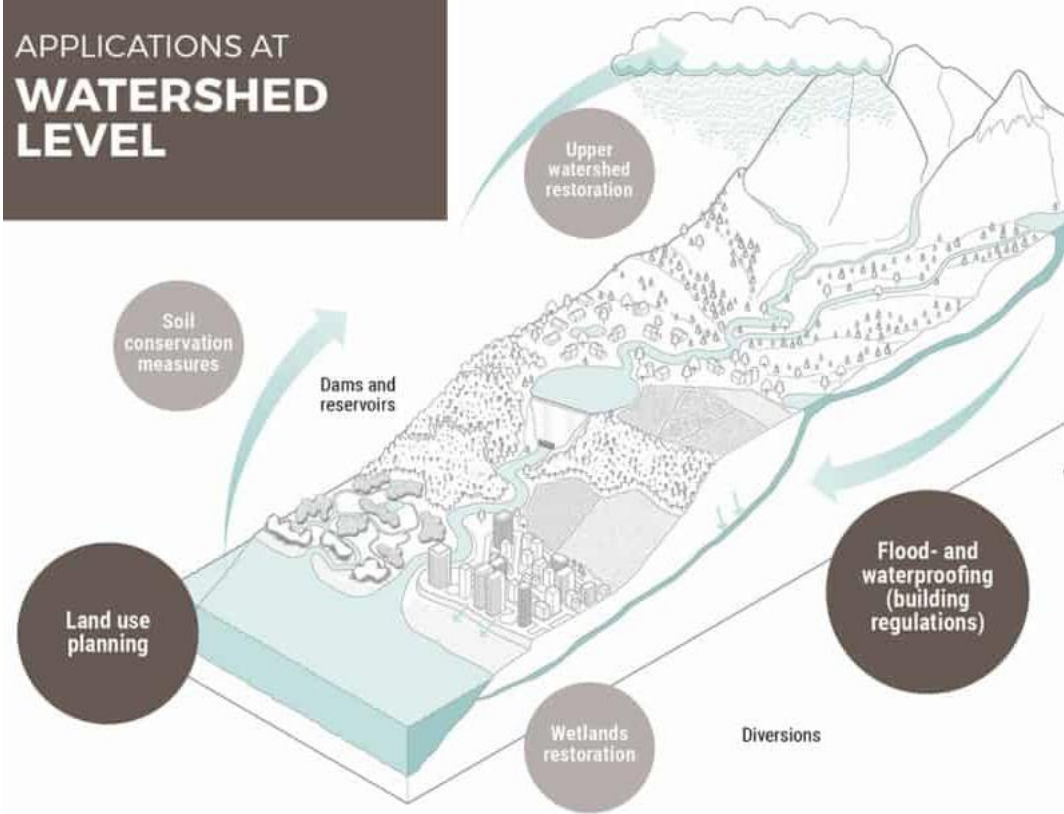 APPLICATIONS AT
WATERSHED
LEVEL
Upper
watershed
restoration
Soil
conservation
measures
Dams and
reservoirs
Flood- and
waterproofing
(building
regulations)
Land use
planning
Wetlands
restoration
Diversions